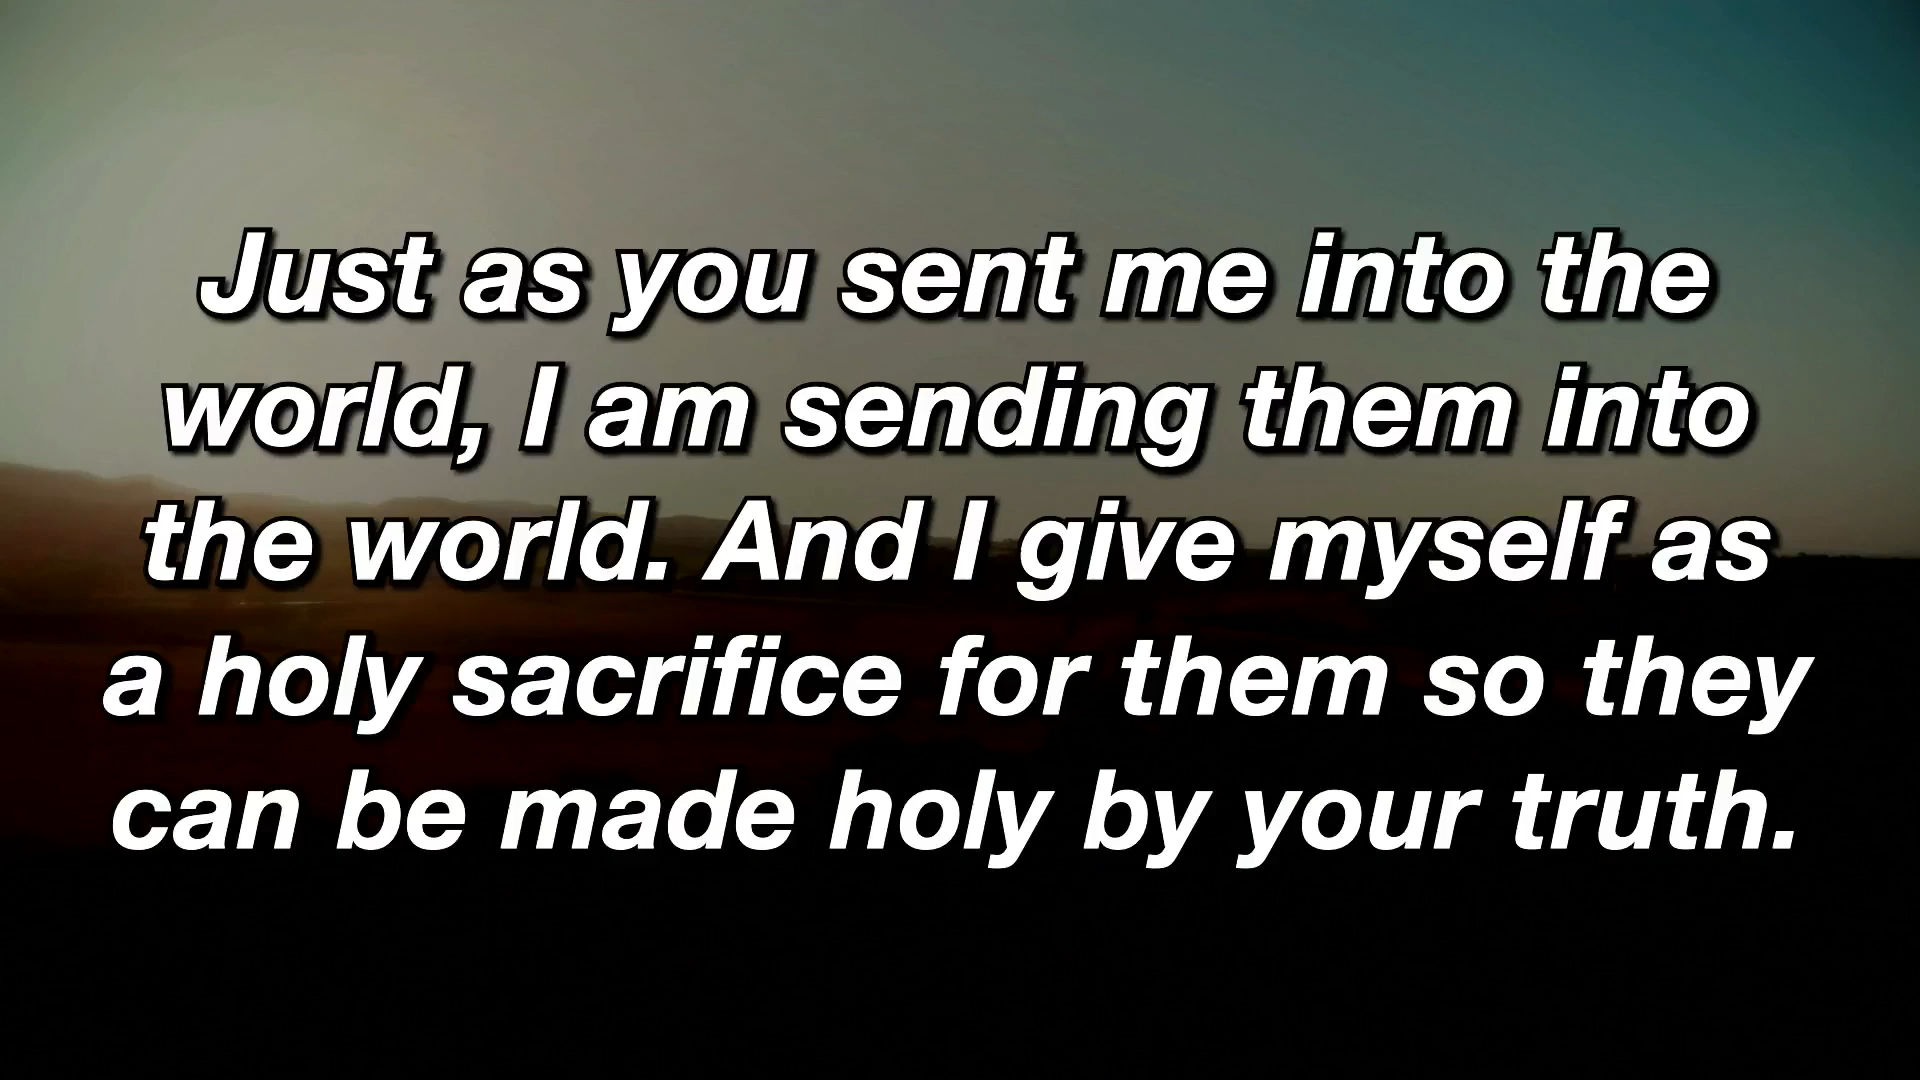 Just as you sent me into the
world, I am sending them into
the world. And I give myself as
a holy sacrifice for them so they
can be made holy by your truth.